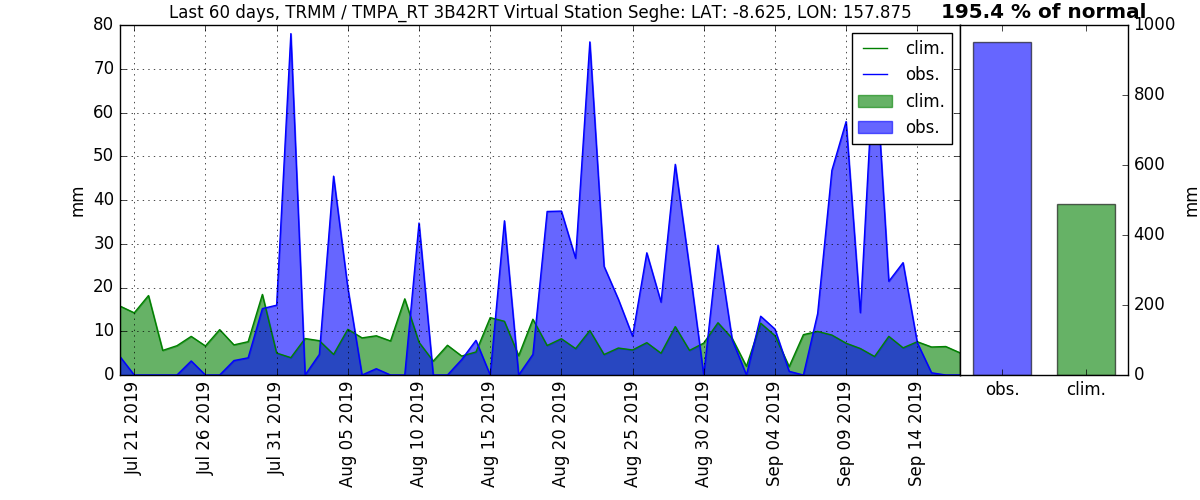 Last 60 days, TRMM / TMPA_RT 3B42RT Virtual Station Seghe: LAT: -8.625, LON: 157.875
195.4 % of normal
80
70
60
50
40
30
20
10
0
mm
clim.
obs.
clim.
obs.
Jul 21 2019
Jul 26 2019
Jul 31 2019
Aug 05 2019
Aug 10 2019
Aug 15 2019
Aug 20 2019
Aug 25 2019
Aug 30 2019
Sep 04 2019
Sep 09 2019
Sep 14 2019
1000
800
600
400
200
0
mm
obs.
clim.